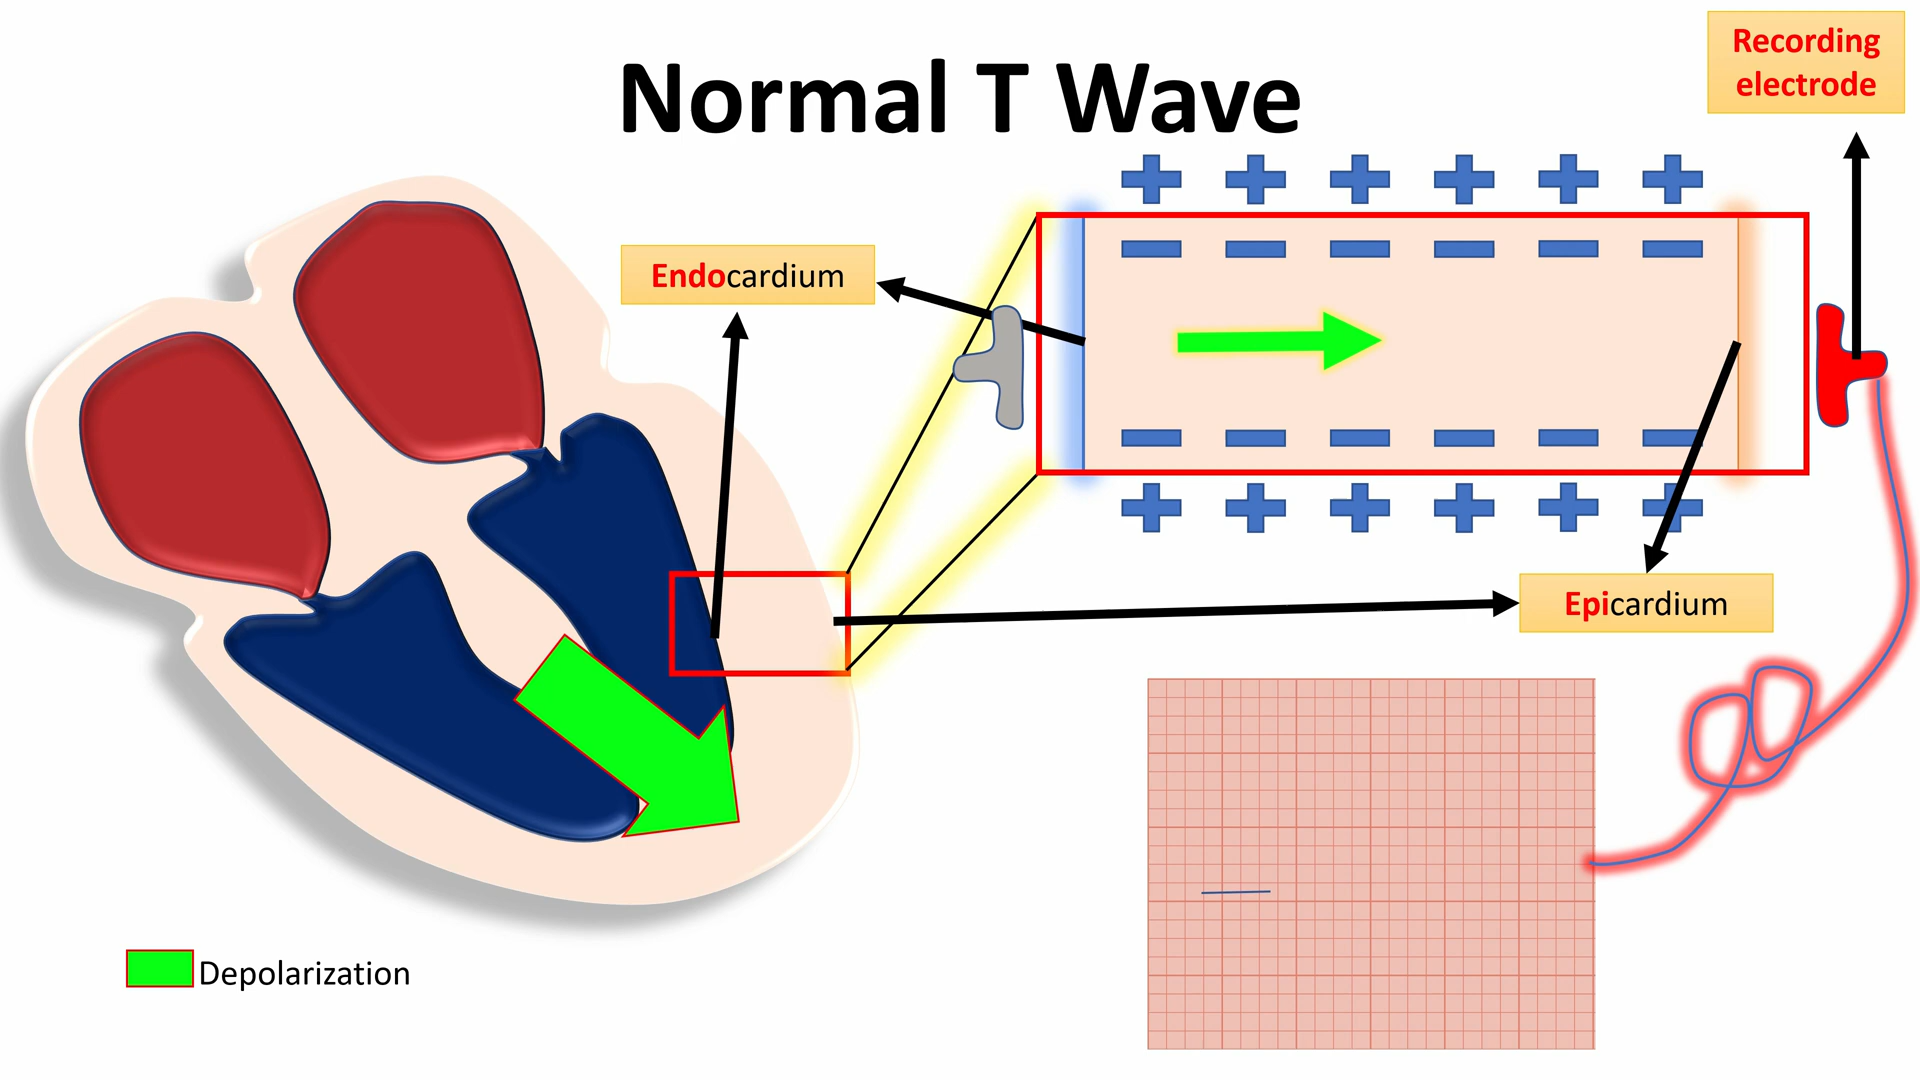 Normal T Wave
Recording
electrode
Endocardium
Epicardium
Depolarization